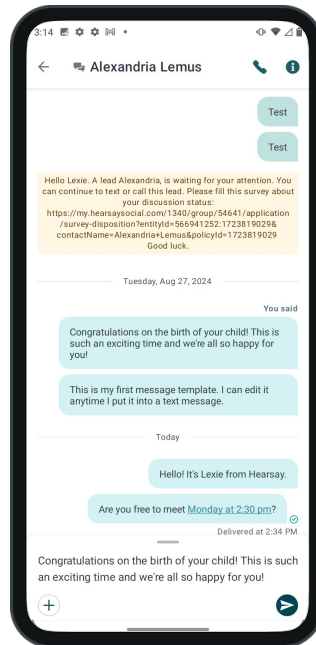 3:14
Alexandria Lemus
Test
Test
Hello Lexie. A lead Alexandria, is waiting for your attention. You
can continue to text or call this lead. Please fill this survey about
your discussion status:
https://my.hearsaysocial.com/1340/group/54641/application
/survey-disposition?entityId=566941252:1723819029&
contactName=Alexandria+Lemus&policyId=1723819029
Good luck.
Tuesday, Aug 27, 2024
You said
Congratulations on the birth of your child! This is
such an exciting time and we're all so happy for
you!
This is my first message template. I can edit it
anytime I put it into a text message.
Today
Hello! It's Lexie from Hearsay.
Are you free to meet Monday at 2:30 pm?
Delivered at 2:34 PM
Congratulations on the birth of your child! This is such
an exciting time and we're all so happy for you!